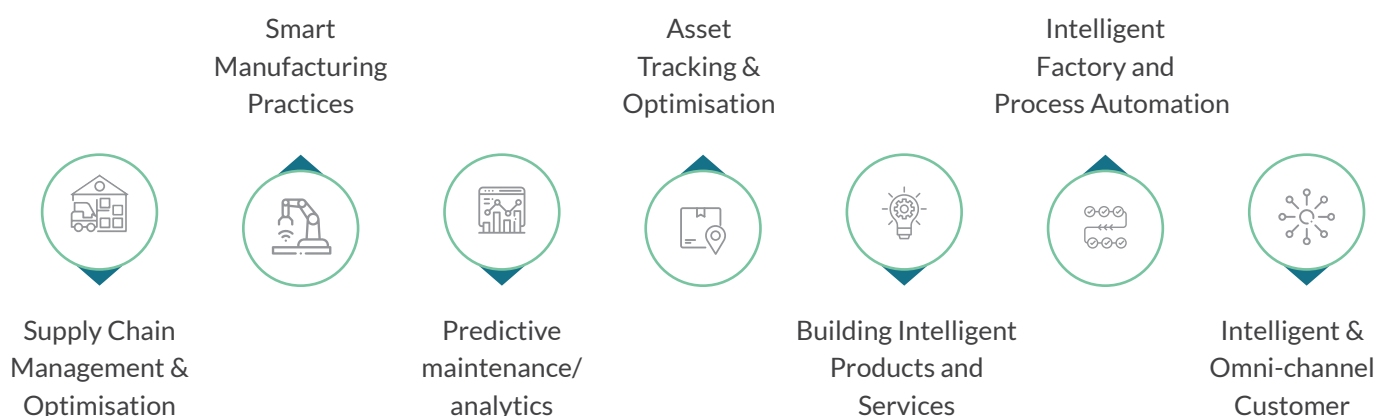 Smart
Manufacturing
Practices
Asset
Tracking &
Optimisation
Intelligent
Factory and
Process Automation
Supply Chain
Management &
Optimisation
Predictive
maintenance/
analytics
Building Intelligent
Products and
Services
Intelligent &
Omni-channel
Customer